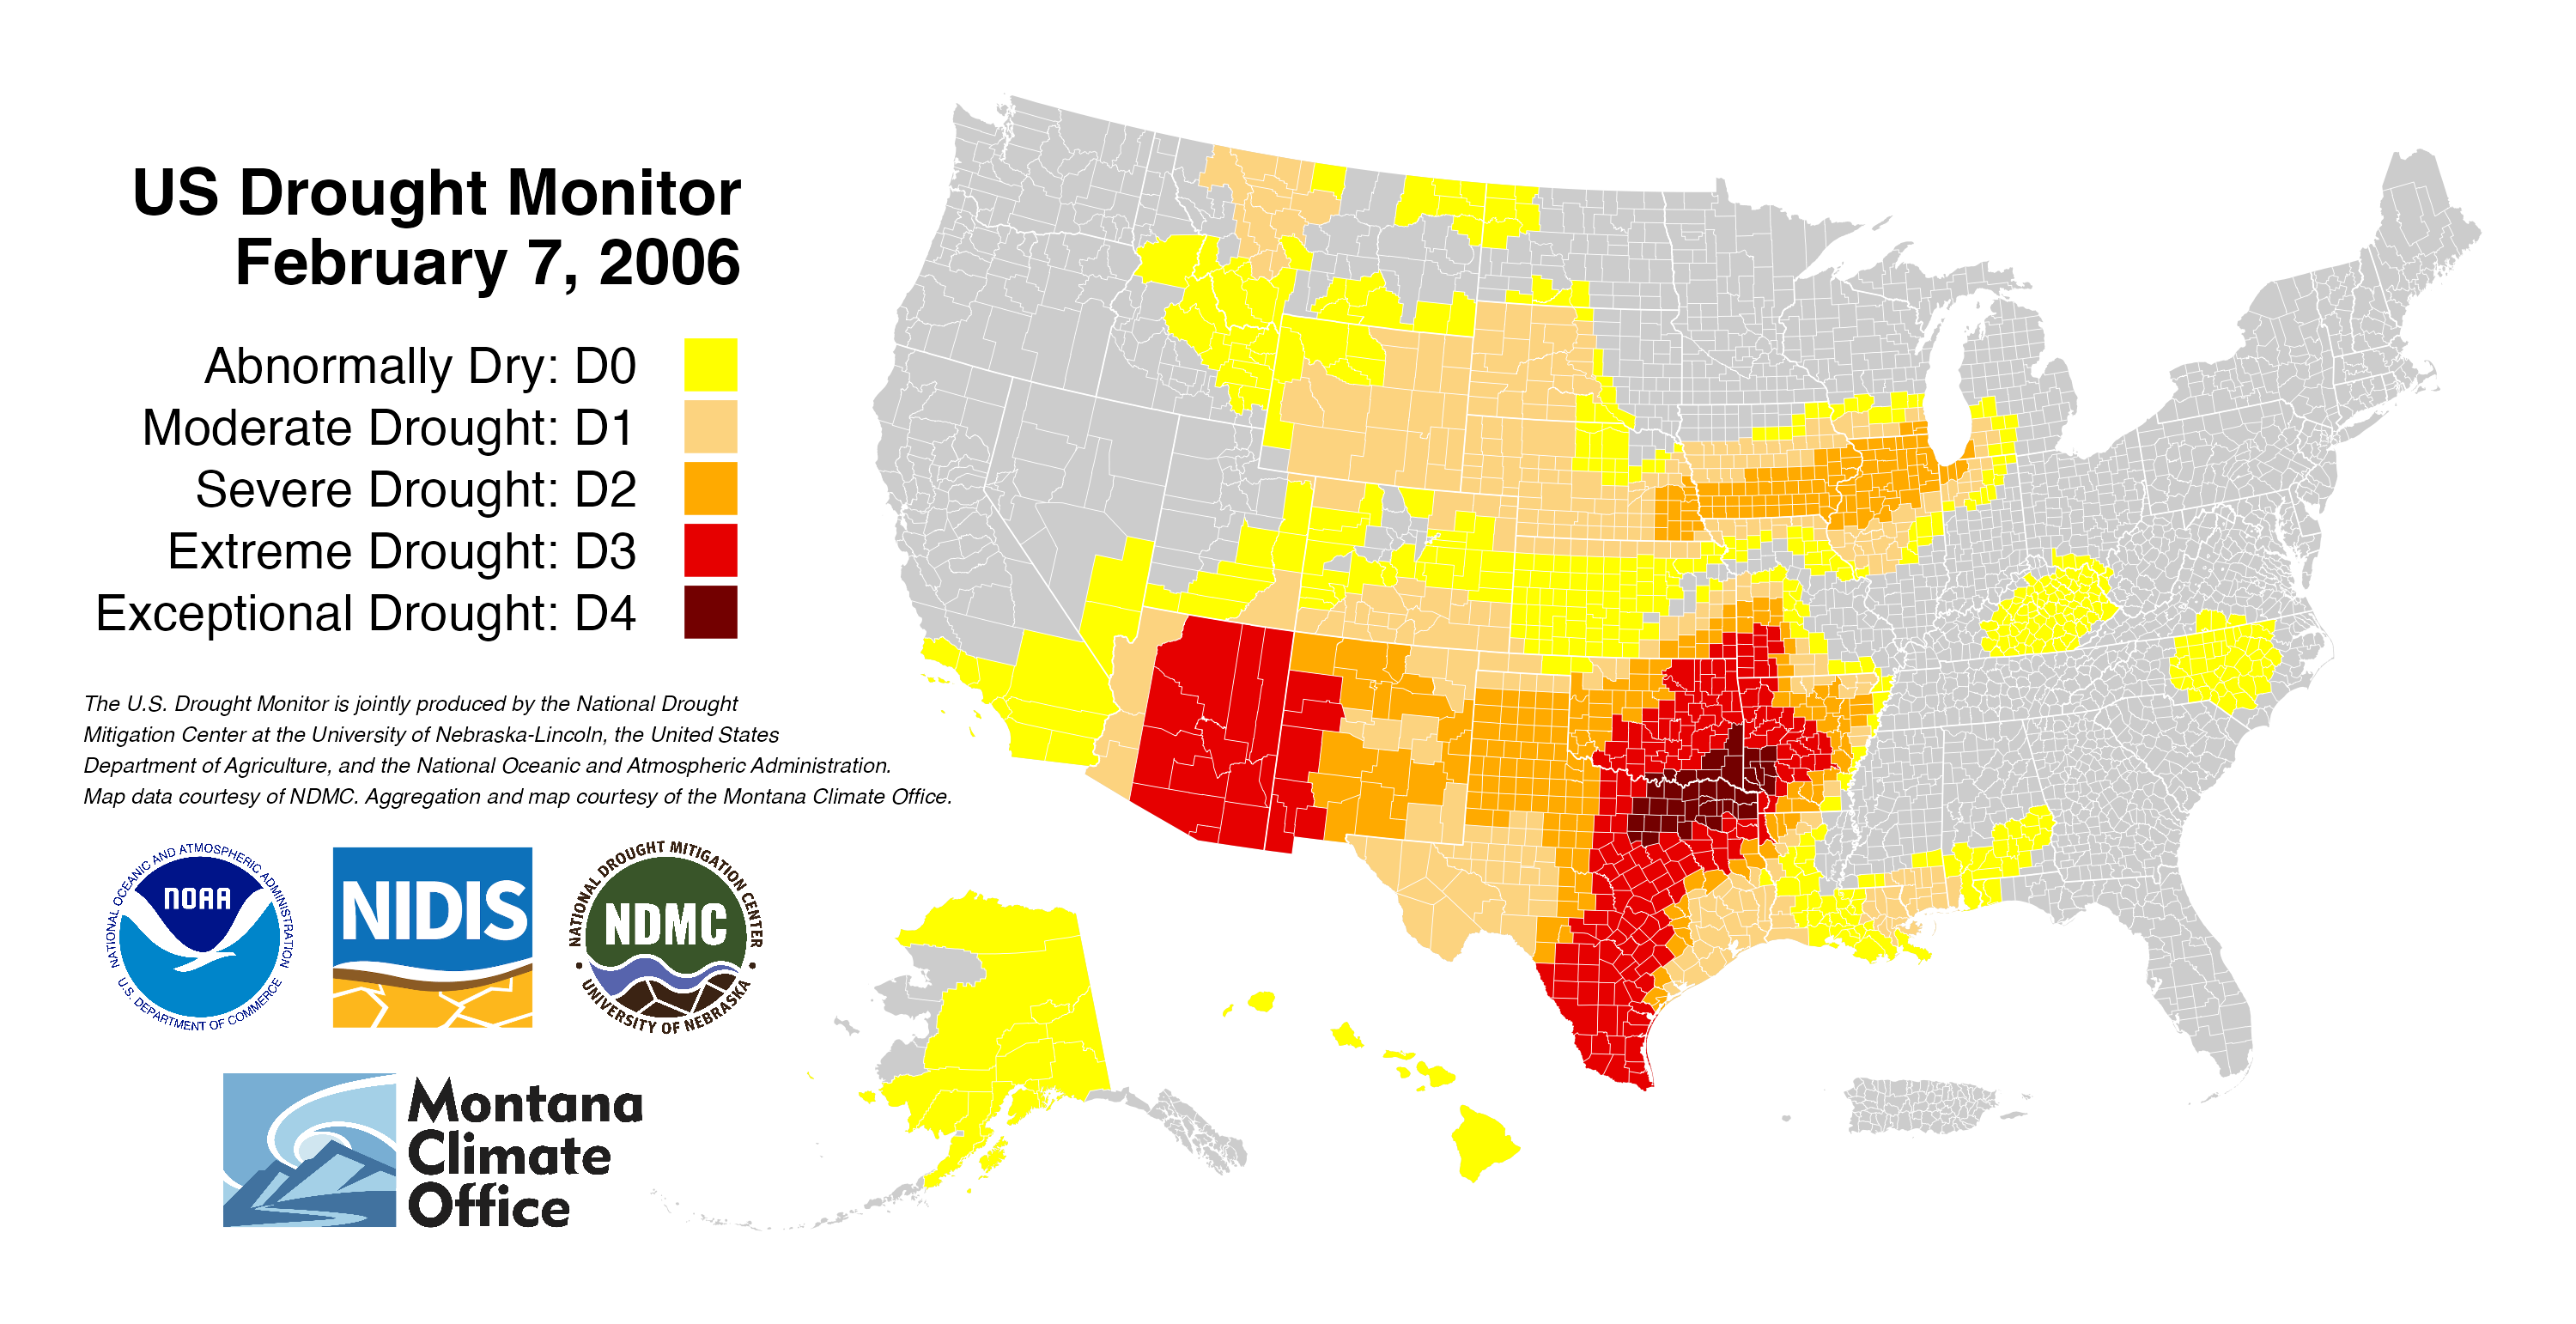 US Drought Monitor
February 7, 2006
Abnormally Dry: D0
Moderate Drought: D1
Severe Drought: D2
Extreme Drought: D3
Exceptional Drought: D4
The U.S. Drought Monitor is jointly produced by the National Drought
Mitigation Center at the University of Nebraska-Lincoln, the United States
Department of Agriculture, and the National Oceanic and Atmospheric Administration.
Map data courtesy of NDMC. Aggregation and map courtesy of the Montana Climate Office.
NATIONAL OCEANIC AND ATMOSPHERIC ADMINISTRATION
NOAA
U.S. DEPARTMENT OF COMMERCE
NIDIS
NATIONAL DROUGHT MITIGATION CENTER
NDMC
UNIVERSITY OF NEBRASKA
Montana
Climate
Office